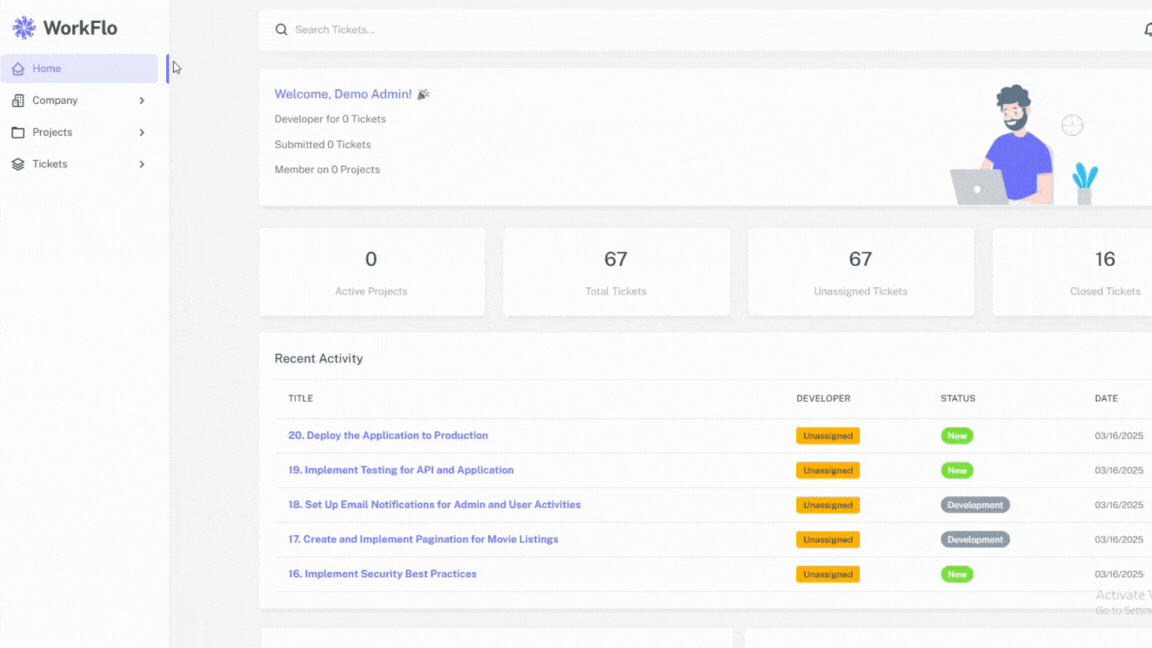 WorkFlo
Home
Company
Projects
Tickets
Search Tickets...
Welcome, Demo Admin! 🎉
Developer for 0 Tickets
Submitted 0 Tickets
Member on 0 Projects
0
Active Projects
67
Total Tickets
67
Unassigned Tickets
16
Closed Tickets
Recent Activity
TITLE DEVELOPER STATUS DATE
20. Deploy the Application to Production Unassigned New 03/16/2025
19. Implement Testing for API and Application Unassigned New 03/16/2025
18. Set Up Email Notifications for Admin and User Activities Unassigned Development 03/16/2025
17. Create and Implement Pagination for Movie Listings Unassigned Development 03/16/2025
16. Implement Security Best Practices Unassigned New 03/16/2025
Activate
Go to